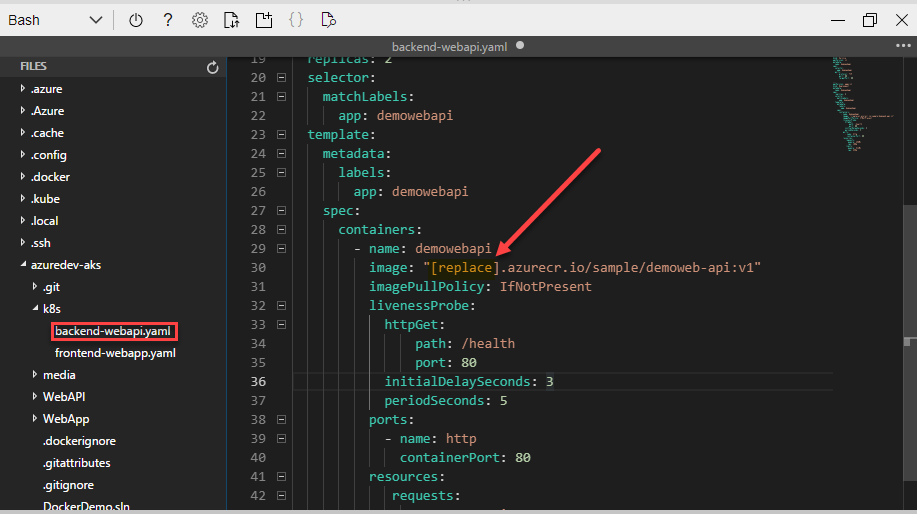 Bash
?
{}
backend-webapi.yaml
FILES
.azure
.Azure
.cache
.config
.docker
.kube
.local
.ssh
azuredev-aks
.git
k8s
backend-webapi.yaml
frontend-webapp.yaml
media
WebAPI
WebApp
.dockerignore
.gitattributes
.gitignore
DockerDemo.sln
19 replicas: 2
20 selector:
21 matchLabels:
22 app: demowebapi
23 template:
24 metadata:
25 labels:
26 app: demowebapi
27 spec:
28 containers:
29 - name: demowebapi
30 image: "[replace].azurecr.io/sample/demoweb-api:v1"
31 imagePullPolicy: IfNotPresent
32 livenessProbe:
33 httpGet:
34 path: /health
35 port: 80
36 initialDelaySeconds: 3
37 periodSeconds: 5
38 ports:
39 - name: http
40 containerPort: 80
41 resources:
42 requests: